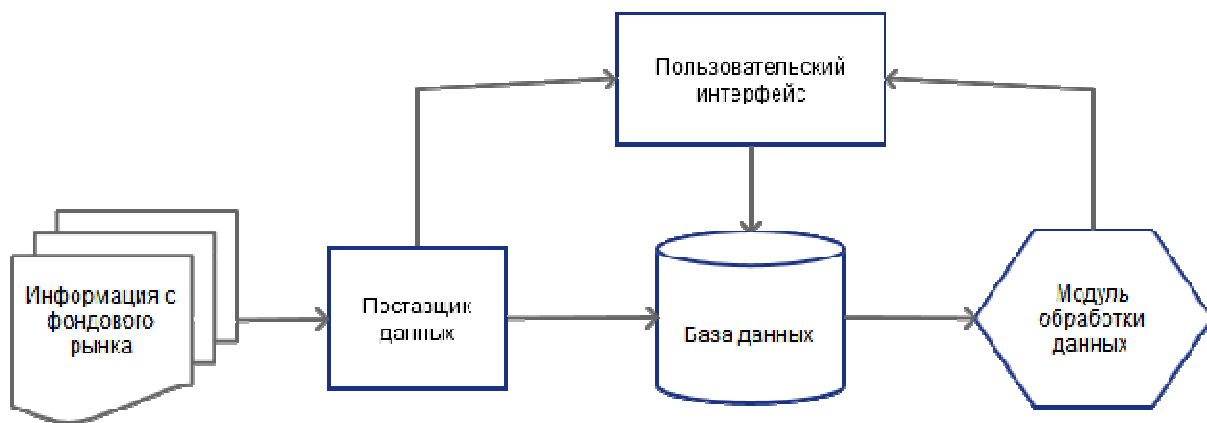 Пользовательский
интерфейс
Информация с
фондового
рынка
Поставщик
данных
База данных
Модуль
обработки
данных